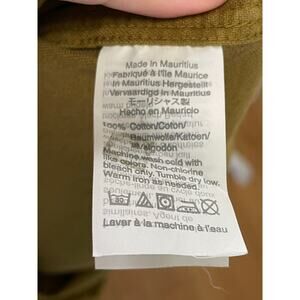 Made in Mauritius
Fabriqué à l'Ile Maurice
In Mauritius Hergestellt
Vervaardigd in Mauritius
モーリシャス製
Hecho en Mauricio
100% Cotton/Coton/
Baumwolle/Katoen/
Algodón
Machine wash cold with
like colors. Non-chlorine
bleach only. Tumble dry low.
Warm iron as needed.
30
Laver à la machine à l'eau